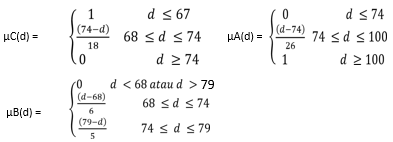 μC(d) = { 1 d ≤ 67
(74−d)/18 68 ≤ d ≤ 74
0 d ≥ 74
μA(d) = { 0 d ≤ 74
(d−74)/26 74 ≤ d ≤ 100
1 d ≥ 100
μB(d) = { 0 d < 68 atau d > 79
(d−68)/6 68 ≤ d ≤ 74
(79−d)/5 74 ≤ d ≤ 79